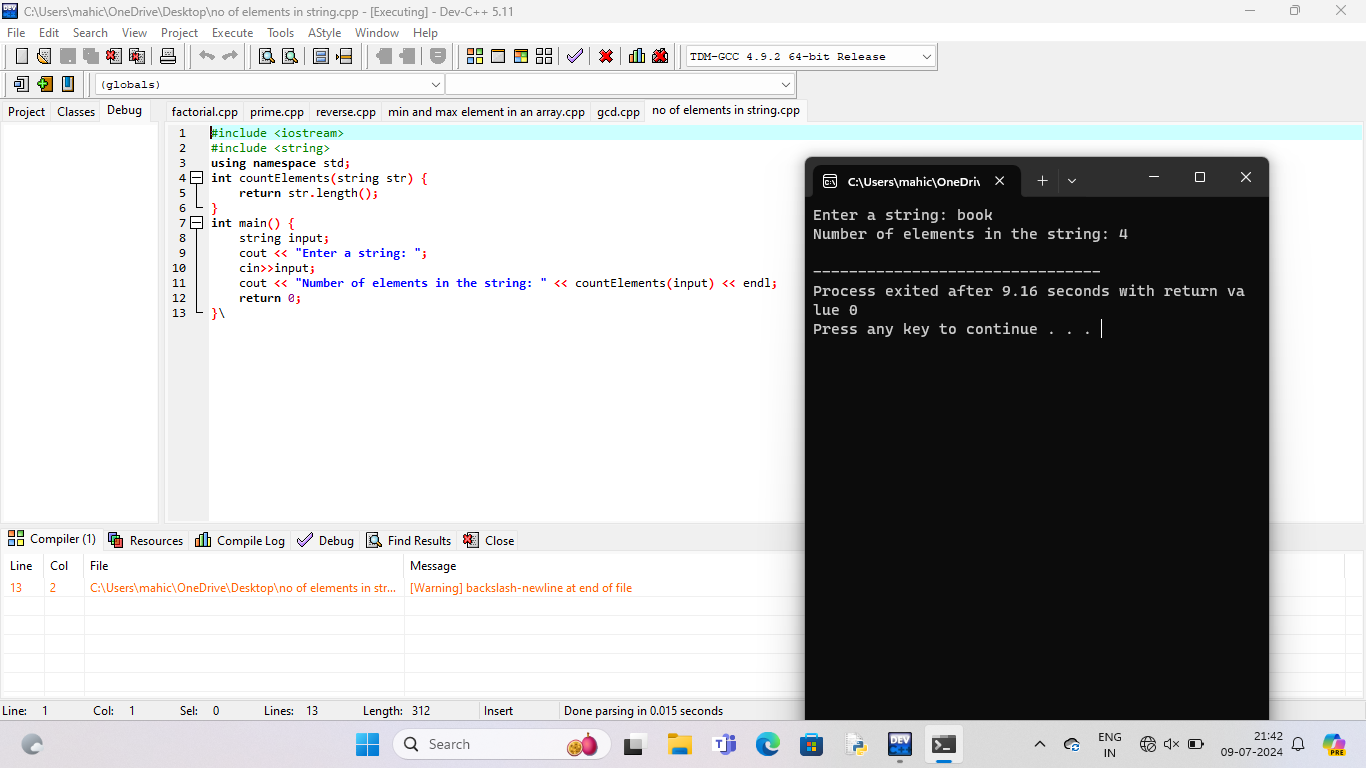 C:\Users\mahic\OneDrive\Desktop\no of elements in string.cpp - [Executing] - Dev-C++ 5.11
File Edit Search View Project Execute Tools AStyle Window Help
TDM-GCC 4.9.2 64-bit Release
(globals)
Project Classes Debug factorial.cpp prime.cpp reverse.cpp min and max element in an array.cpp gcd.cpp no of elements in string.cpp
1 #include <iostream>
2 #include <string>
3 using namespace std;
4 int countElements(string str) {
5 return str.length();
6 }
7 int main() {
8 string input;
9 cout << "Enter a string: ";
10 cin>>input;
11 cout << "Number of elements in the string: " << countElements(input) << endl;
12 return 0;
13 }\
C:\Users\mahic\OneDri
Enter a string: book
Number of elements in the string: 4
--------------------------------
Process exited after 9.16 seconds with return va
lue 0
Press any key to continue . . .
Compiler (1) Resources Compile Log Debug Find Results Close
Line Col File Message
13 2 C:\Users\mahic\OneDrive\Desktop\no of elements in str... [Warning] backslash-newline at end of file
Line: 1 Col: 1 Sel: 0 Lines: 13 Length: 312 Insert Done parsing in 0.015 seconds
Search
DEV
ENG
IN
21:42
09-07-2024
PRE